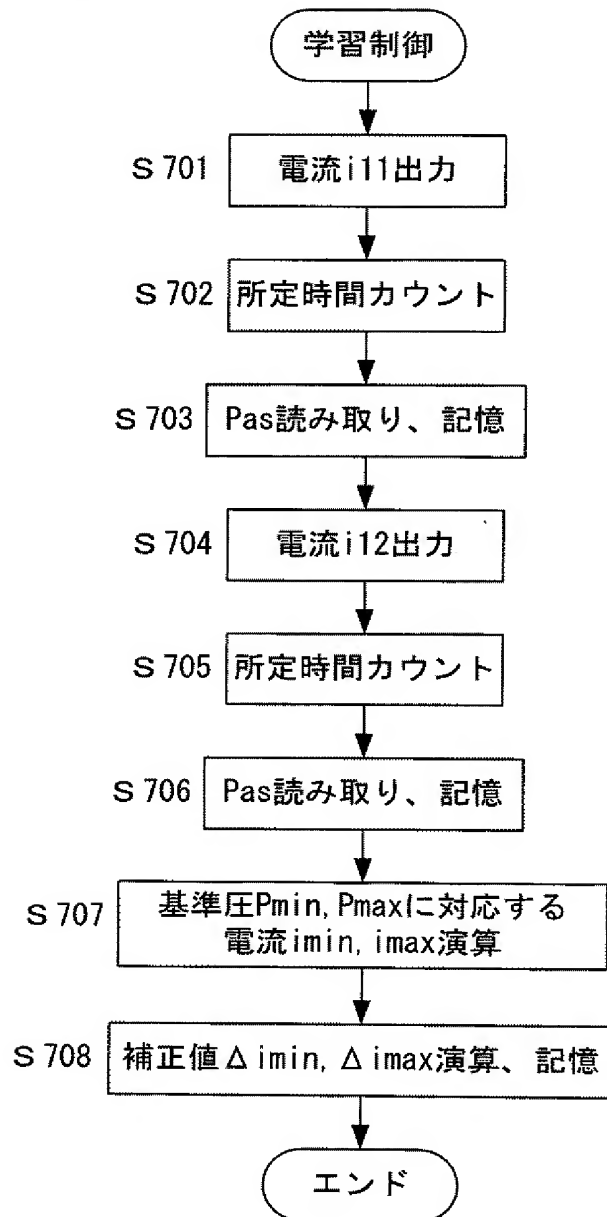 学習制御
S 701 電流i11出力
S 702 所定時間カウント
S 703 Pas読み取り、記憶
S 704 電流i12出力
S 705 所定時間カウント
S 706 Pas読み取り、記憶
S 707 基準圧Pmin, Pmaxに対応する
電流imin, imax演算
S 708 補正値Δimin, Δimax演算、記憶
エンド